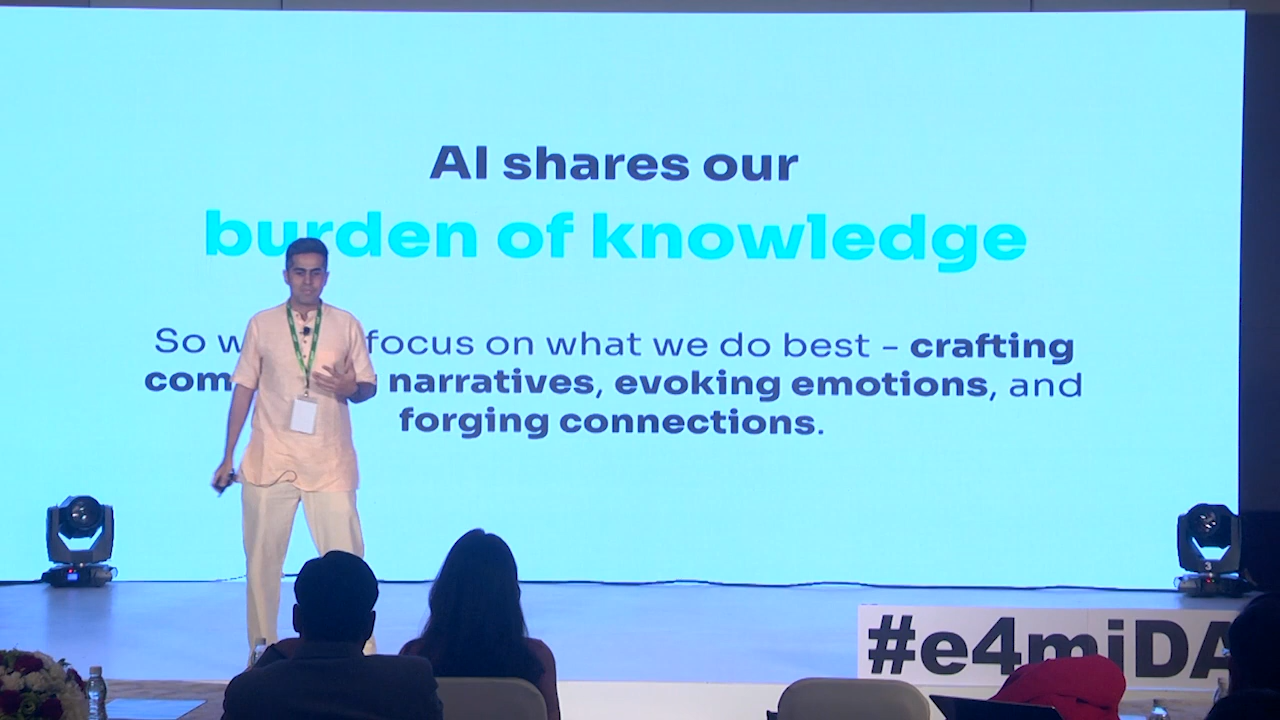 AI shares our
burden of knowledge
So focus on what we do best - crafting
narratives, evoking emotions, and
forging connections.
#e4miDA
3